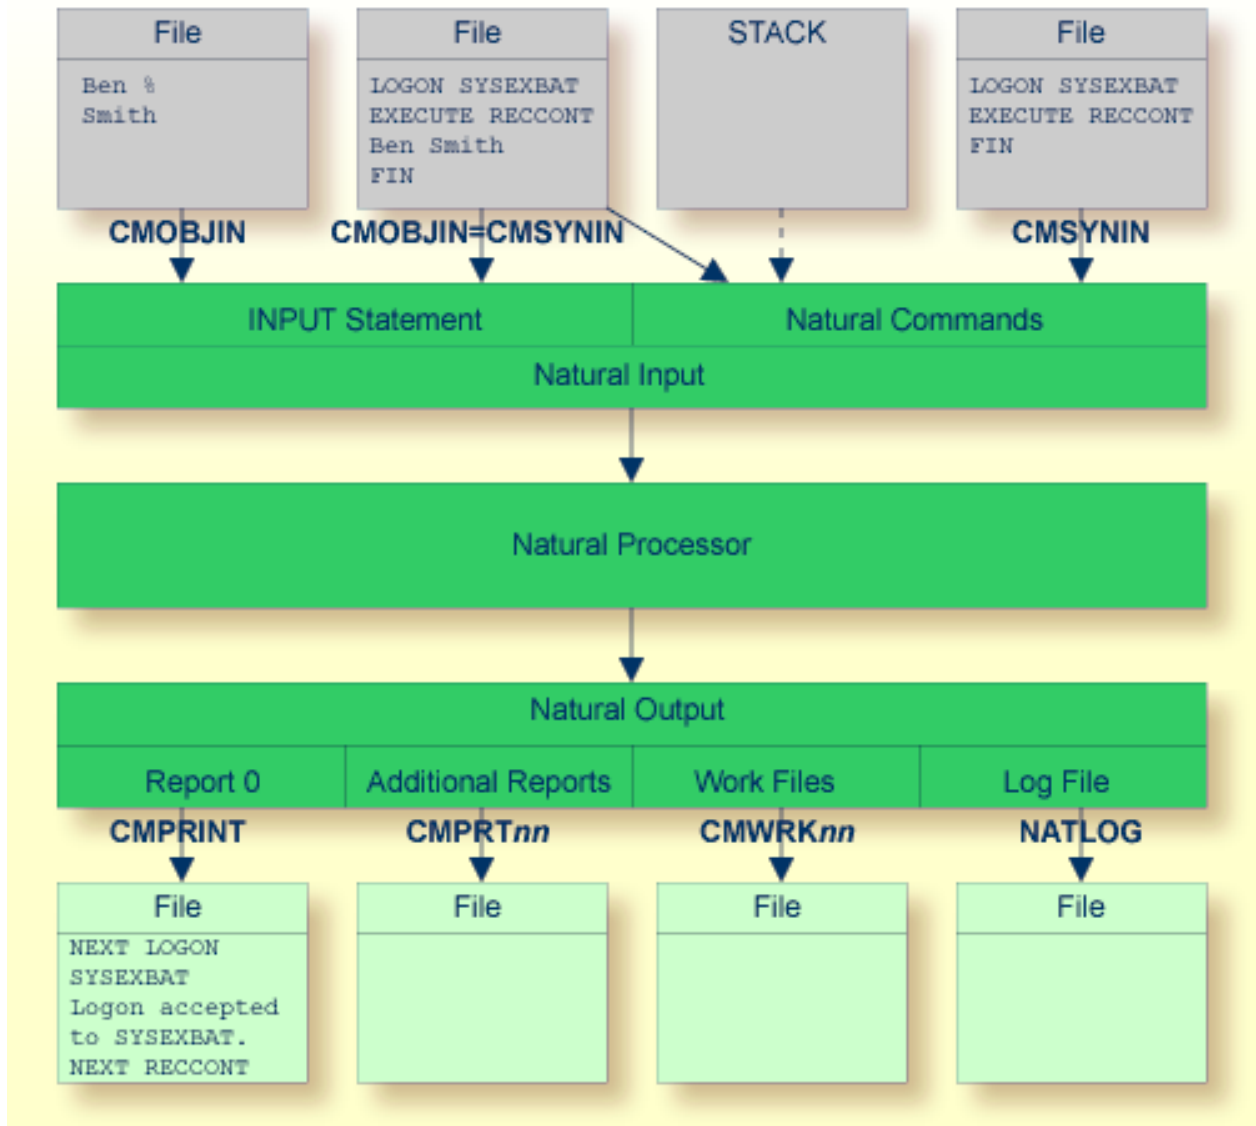 File
Ben %
Smith
File
LOGON SYSEXBAT
EXECUTE RECCONT
Ben Smith
FIN
STACK
File
LOGON SYSEXBAT
EXECUTE RECCONT
FIN
CMOBJIN
CMOBJIN=CMSYNIN
CMSYNIN
INPUT Statement
Natural Commands
Natural Input
Natural Processor
Natural Output
Report 0
Additional Reports
Work Files
Log File
CMPRINT
CMPRTnn
CMWRKnn
NATLOG
File
NEXT LOGON
SYSEXBAT
Logon accepted
to SYSEXBAT.
NEXT RECCONT
File
File
File